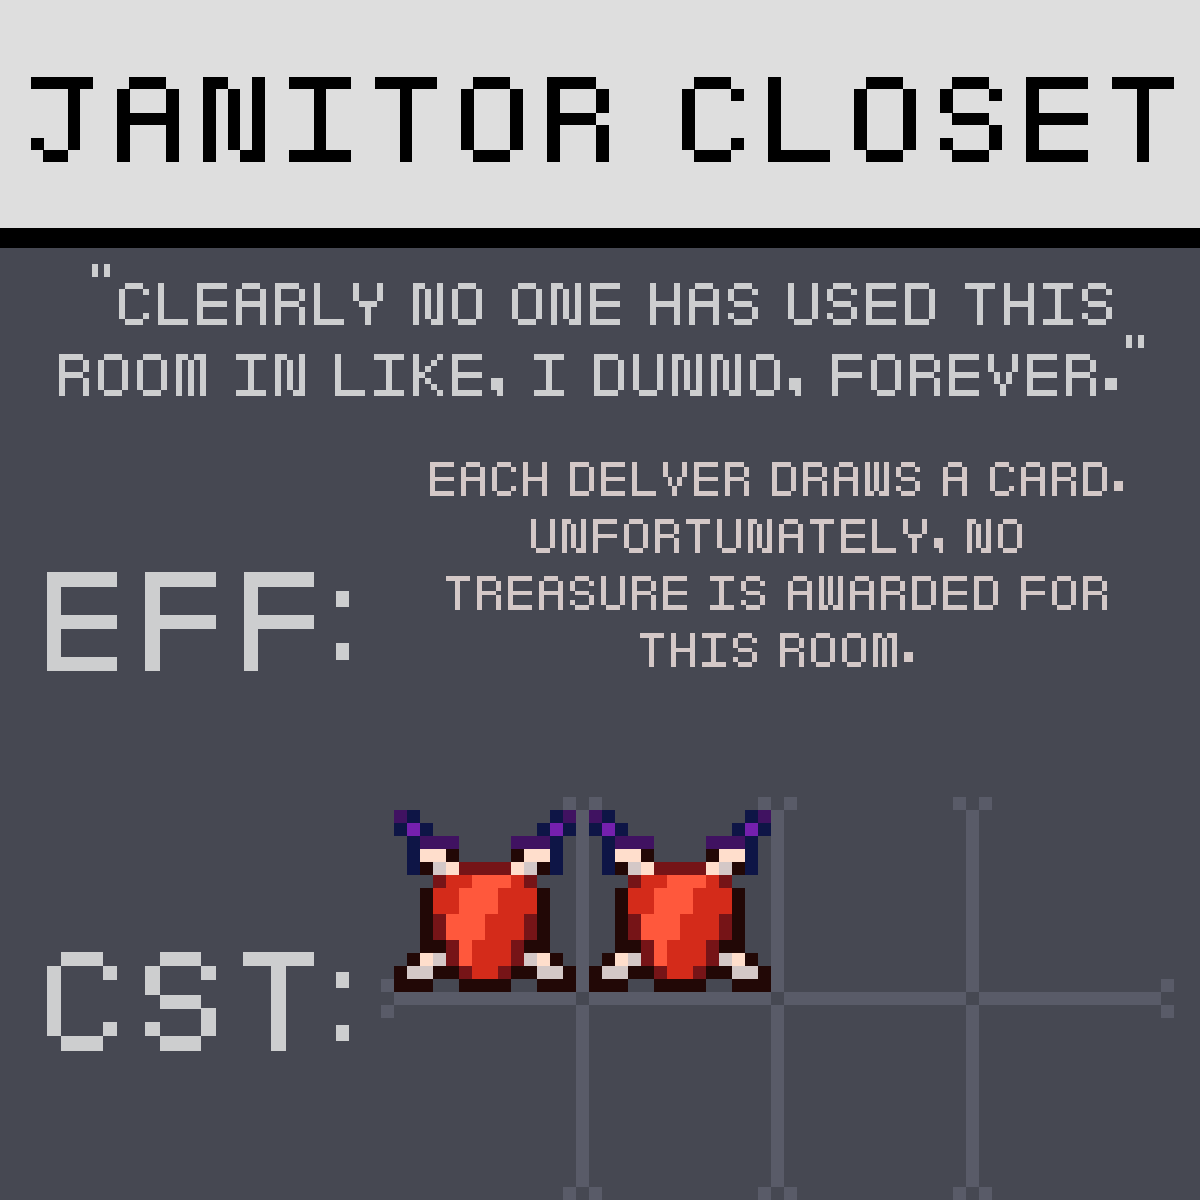 JANITOR CLOSET
"CLEARLY NO ONE HAS USED THIS
ROOM IN LIKE, I DUNNO, FOREVER."
EFF:
EACH DELVER DRAWS A CARD.
UNFORTUNATELY, NO
TREASURE IS AWARDED FOR
THIS ROOM.
CST: